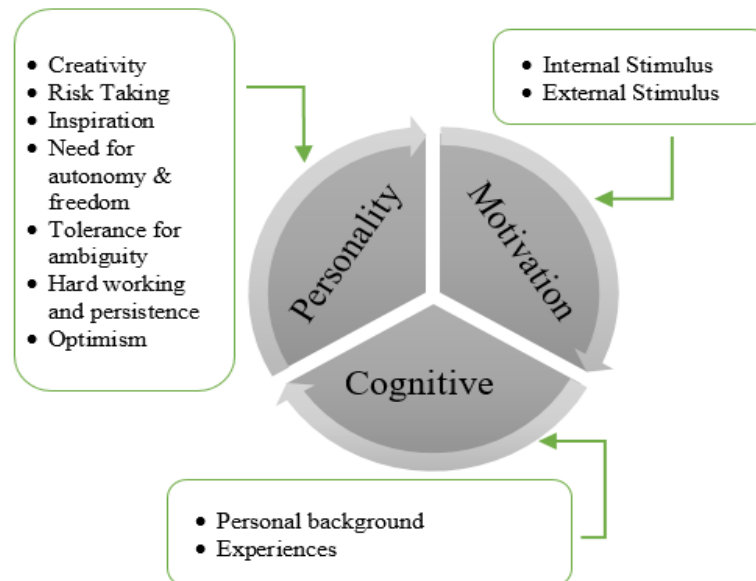 • Creativity
• Risk Taking
• Inspiration
• Need for
autonomy &
freedom
• Tolerance for
ambiguity
• Hard working
and persistence
• Optimism
• Internal Stimulus
• External Stimulus
Personality
Motivation
Cognitive
• Personal background
• Experiences